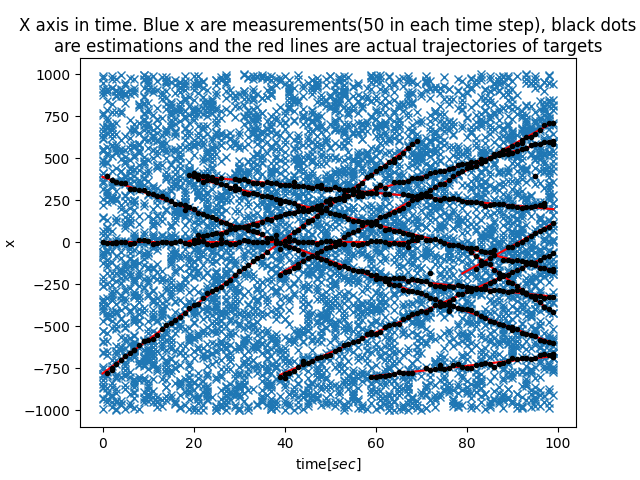 X axis in time. Blue x are measurements(50 in each time step), black dots
are estimations and the red lines are actual trajectories of targets
1000
750
500
250
0
−250
−500
−750
−1000
x
0 20 40 60 80 100
time[sec]